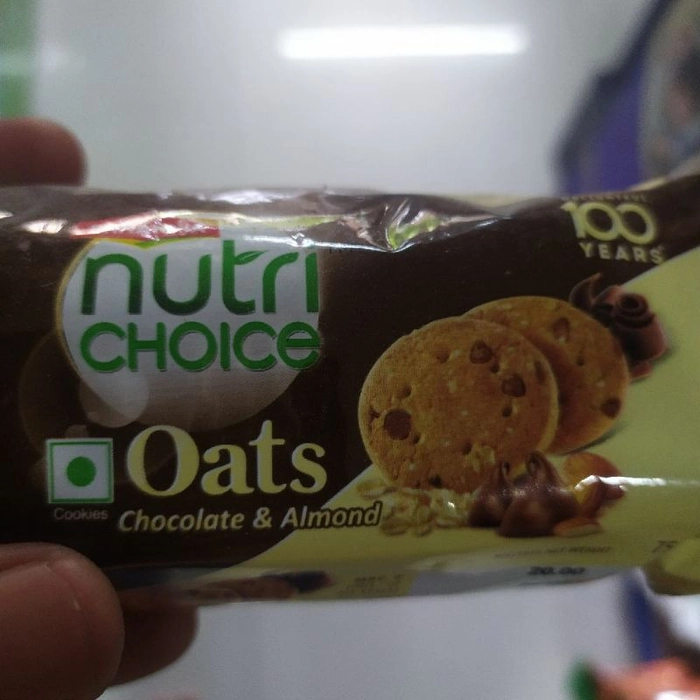 nutri
CHOICE
100
YEARS
Oats
Cookies
Chocolate & Almond
20.00